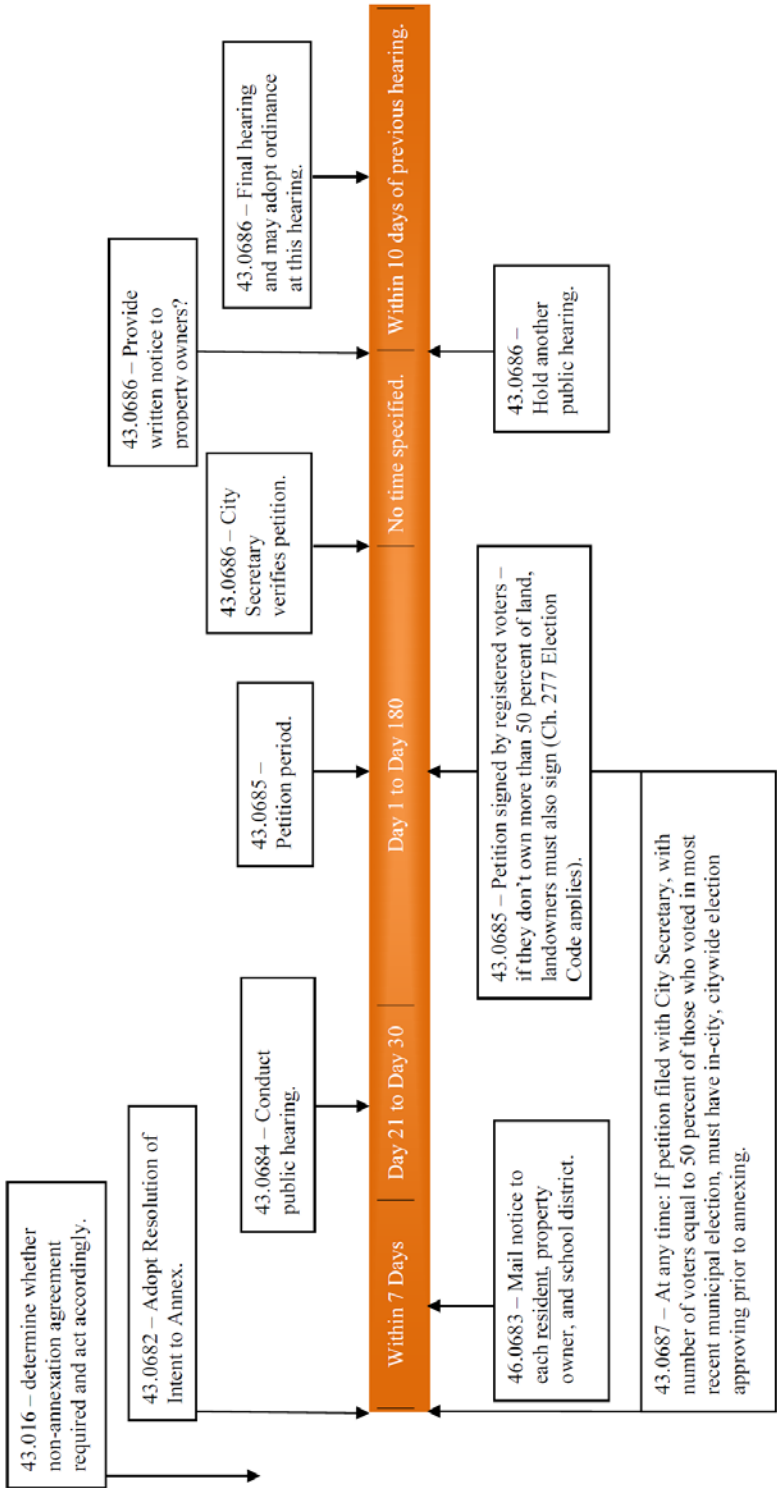 43.016 – determine whether
non-annexation agreement
required and act accordingly.
43.0682 – Adopt Resolution of
Intent to Annex.
43.0684 – Conduct
public hearing.
43.0685 –
Petition period.
43.0686 – City
Secretary
verifies petition.
43.0686 – Provide
written notice to
property owners?
43.0686 – Final hearing
and may adopt ordinance
at this hearing.
Within 7 Days
Day 21 to Day 30
Day 1 to Day 180
No time specified.
Within 10 days of previous hearing.
46.0683 – Mail notice to
each resident, property
owner, and school district.
43.0685 – Petition signed by registered voters –
if they don’t own more than 50 percent of land,
landowners must also sign (Ch. 277 Election
Code applies).
43.0686 –
Hold another
public hearing.
43.0687 – At any time: If petition filed with City Secretary, with
number of voters equal to 50 percent of those who voted in most
recent municipal election, must have in-city, citywide election
approving prior to annexing.